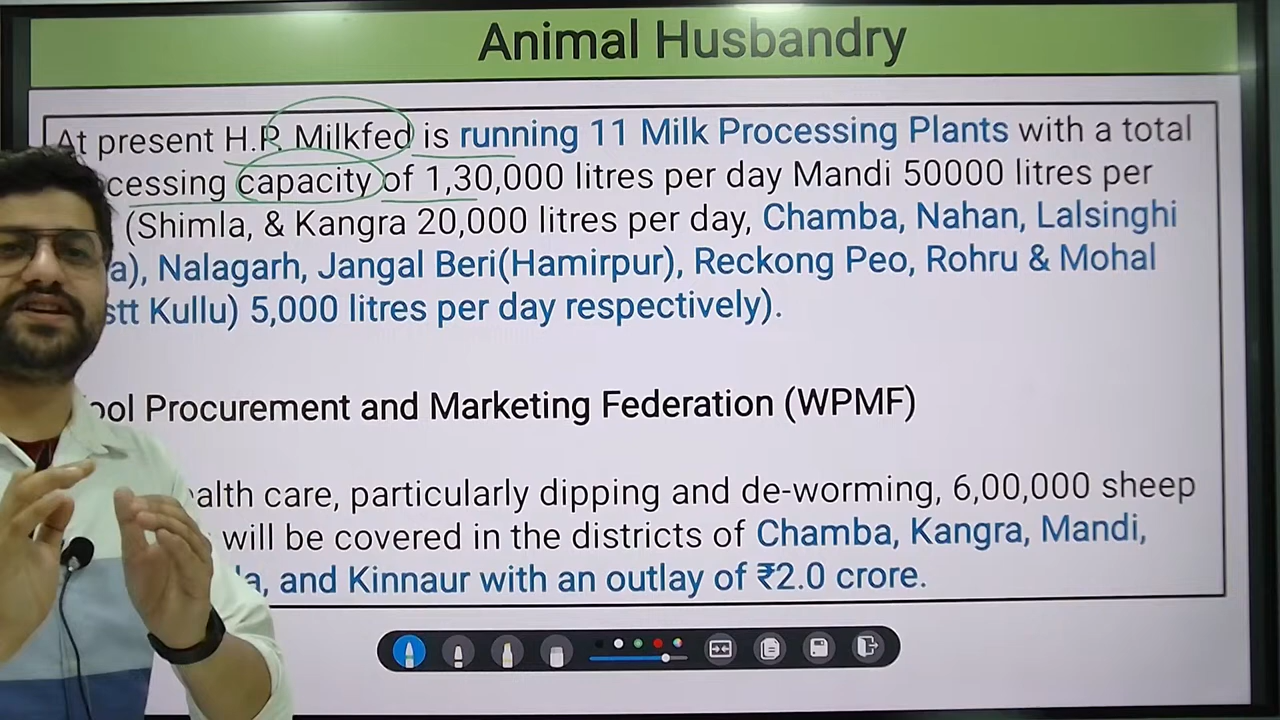 Animal Husbandry
At present H.P. Milkfed is running 11 Milk Processing Plants with a total
cessing capacity of 1,30,000 litres per day Mandi 50000 litres per
(Shimla, & Kangra 20,000 litres per day, Chamba, Nahan, Lalsinghi
a), Nalagarh, Jangal Beri(Hamirpur), Reckong Peo, Rohru & Mohal
stt Kullu) 5,000 litres per day respectively).
ool Procurement and Marketing Federation (WPMF)
alth care, particularly dipping and de-worming, 6,00,000 sheep
will be covered in the districts of Chamba, Kangra, Mandi,
a, and Kinnaur with an outlay of ₹2.0 crore.